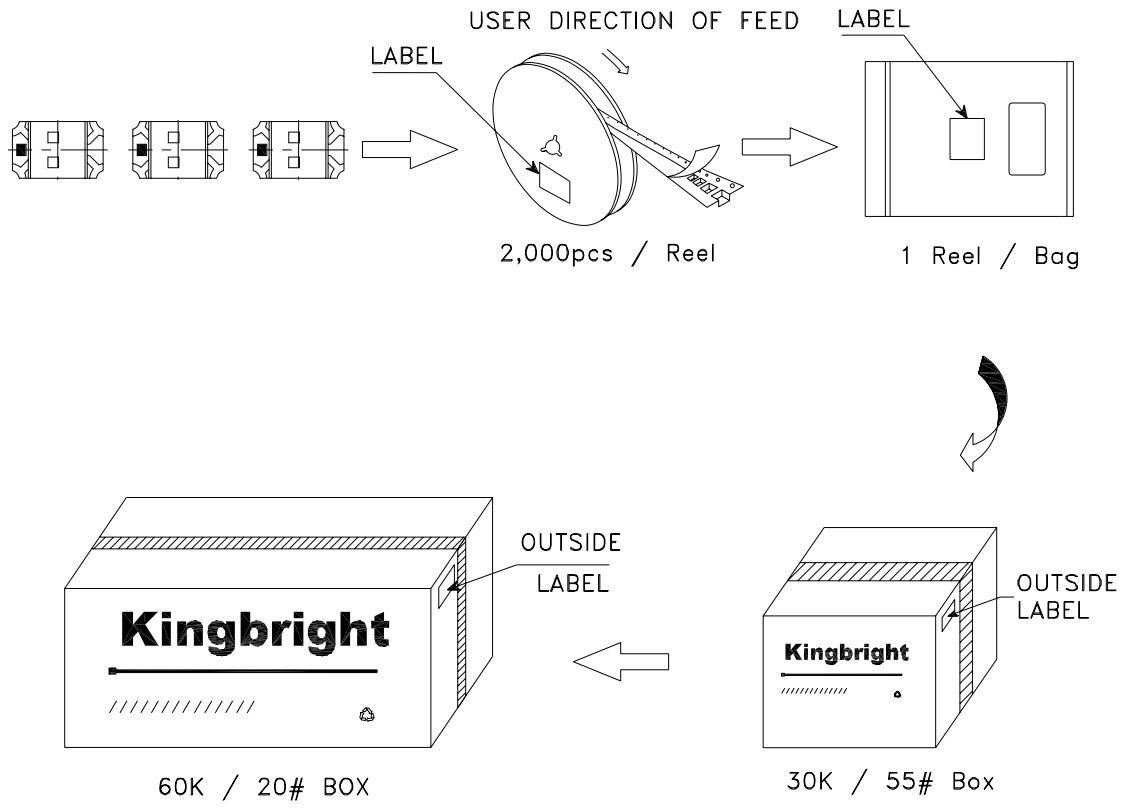 USER DIRECTION OF FEED
LABEL
LABEL
LABEL
2,000pcs / Reel
1 Reel / Bag
OUTSIDE
LABEL
Kingbright
60K / 20# BOX
OUTSIDE
LABEL
Kingbright
30K / 55# Box